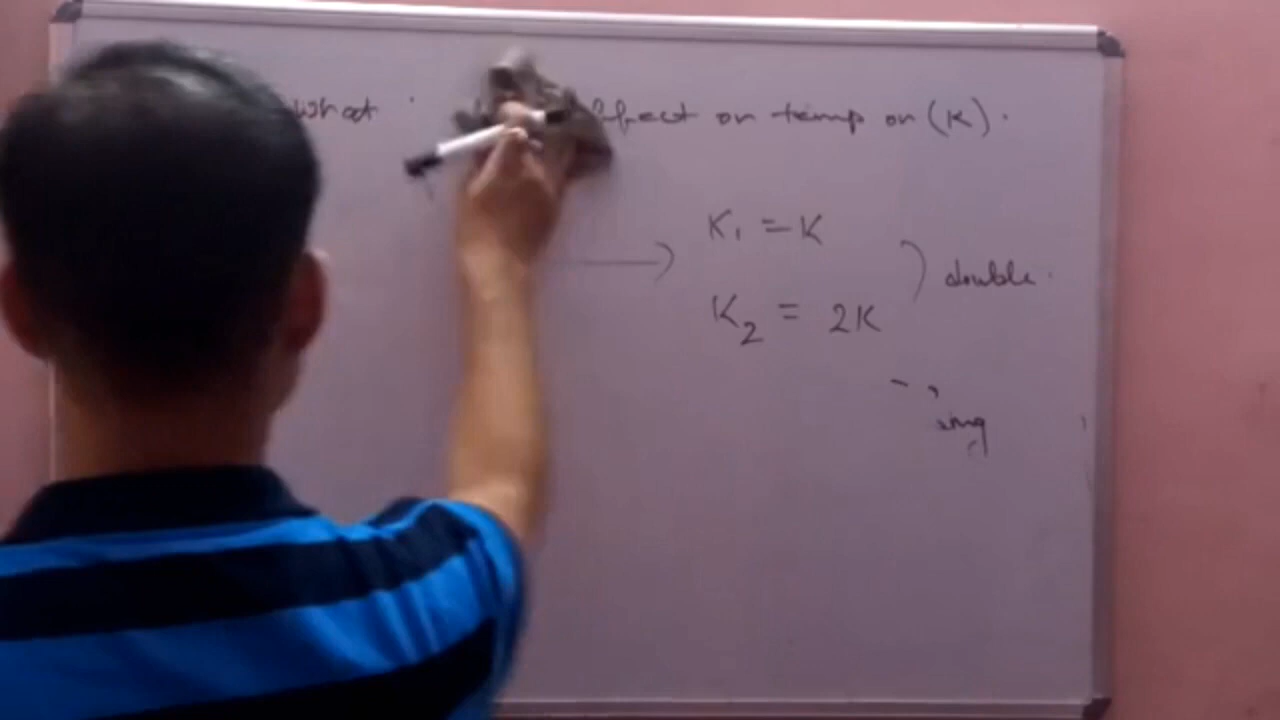 what effect on temp on (K).
K₁ = K
double.
K₂ = 2K